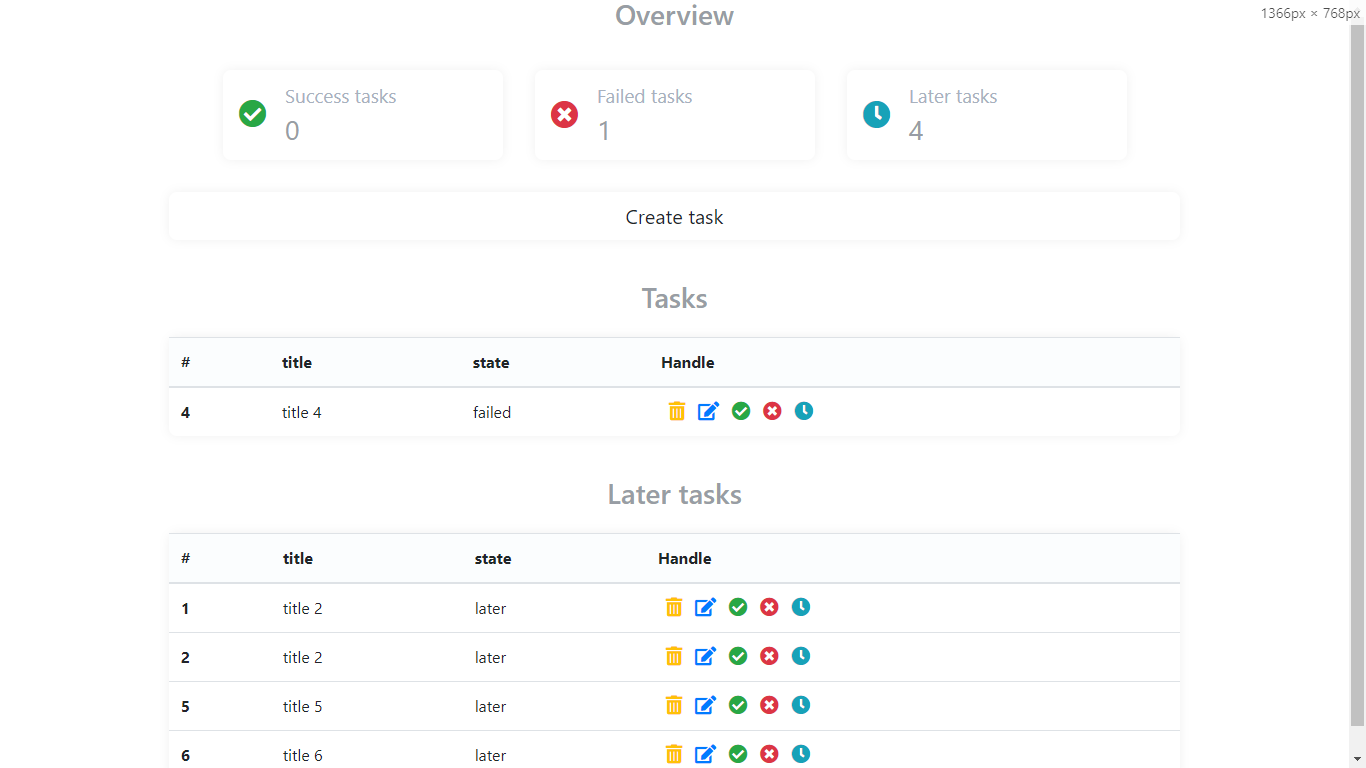 Overview
1366px × 768px
Success tasks
0
Failed tasks
1
Later tasks
4
Create task
Tasks
# title state Handle
4 title 4 failed
Later tasks
# title state Handle
1 title 2 later
2 title 2 later
5 title 5 later
6 title 6 later